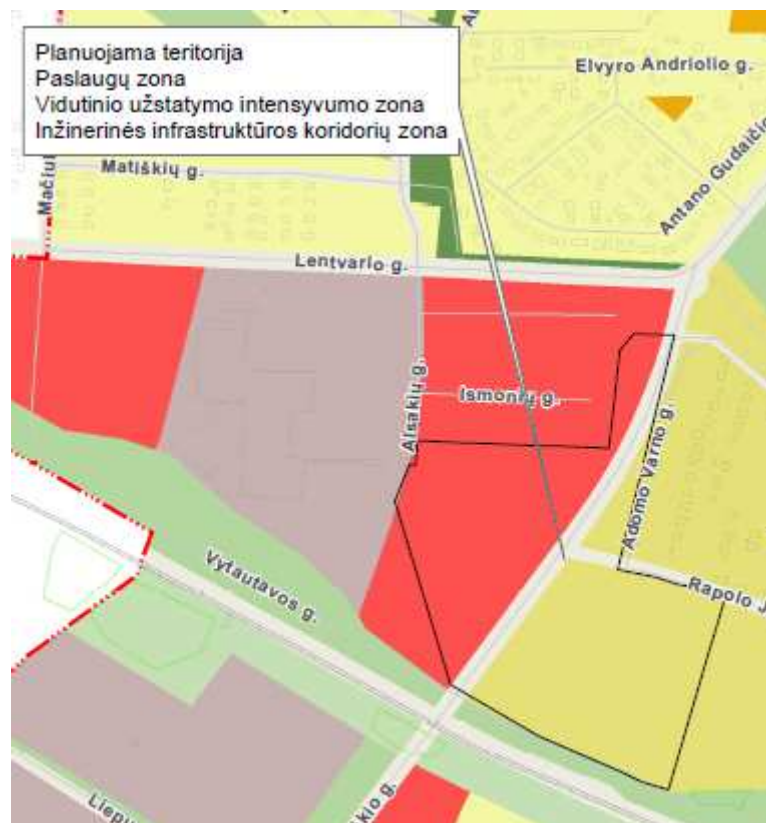 Planuojama teritorija
Paslaugų zona
Vidutinio užstatymo intensyvumo zona
Inžinerinės infrastruktūros koridorių zona
Elvyro Andriolio g.
Matiškių g.
Antano Gudaičio
Lentvario g.
Ismonių g.
Alsakių g.
Adomo Varno g.
Vytautavos g.
Rapolo J